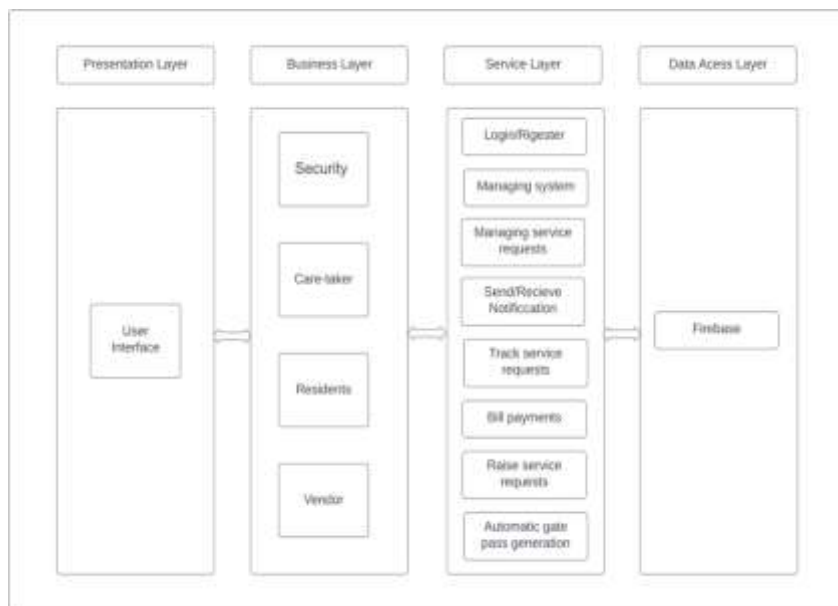 Presentation Layer
Business Layer
Service Layer
Data Acess Layer
User
Interface
Security
Care-taker
Residents
Vendor
Login/Rigester
Managing system
Managing service
requests
Send/Recieve
Notificcation
Track service
requests
Bill payments
Raise service
requests
Automatic gate
pass generation
Firebase